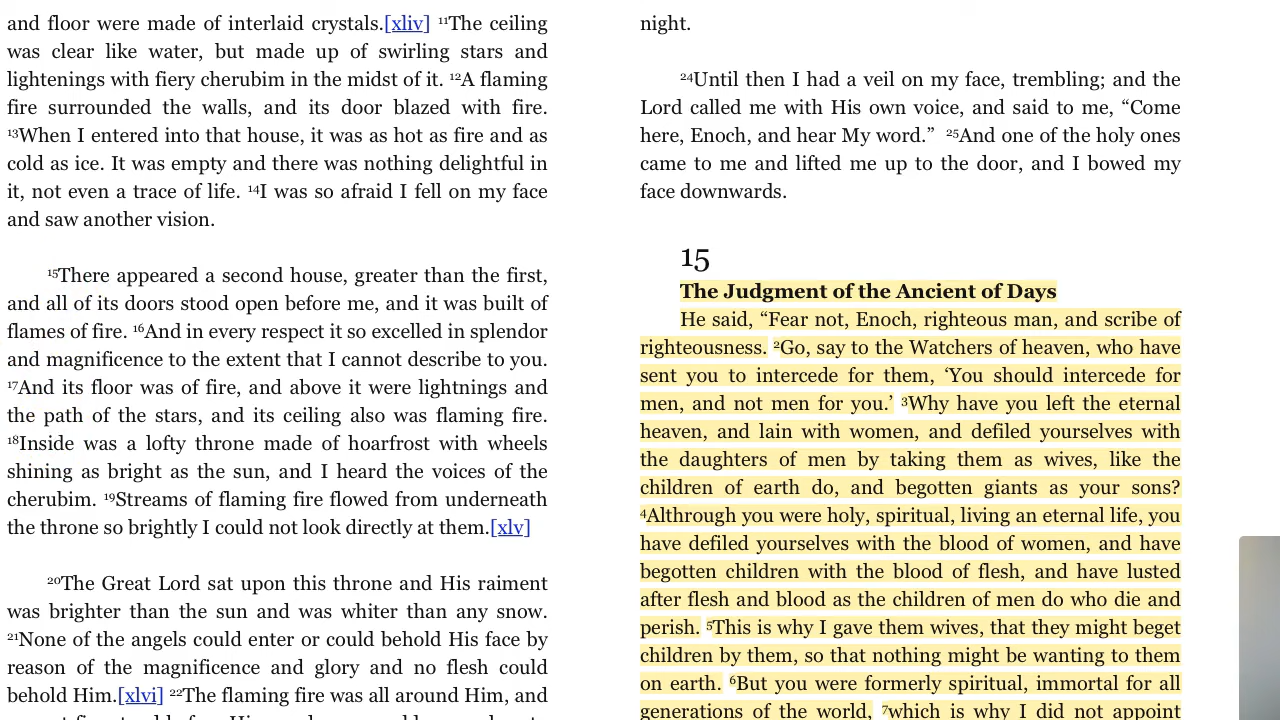 and floor were made of interlaid crystals.[xliv] ¹¹The ceiling
was clear like water, but made up of swirling stars and
lightenings with fiery cherubim in the midst of it. ¹²A flaming
fire surrounded the walls, and its door blazed with fire.
¹³When I entered into that house, it was as hot as fire and as
cold as ice. It was empty and there was nothing delightful in
it, not even a trace of life. ¹⁴I was so afraid I fell on my face
and saw another vision.
¹⁵There appeared a second house, greater than the first,
and all of its doors stood open before me, and it was built of
flames of fire. ¹⁶And in every respect it so excelled in splendor
and magnificence to the extent that I cannot describe to you.
¹⁷And its floor was of fire, and above it were lightnings and
the path of the stars, and its ceiling also was flaming fire.
¹⁸Inside was a lofty throne made of hoarfrost with wheels
shining as bright as the sun, and I heard the voices of the
cherubim. ¹⁹Streams of flaming fire flowed from underneath
the throne so brightly I could not look directly at them.[xlv]
²⁰The Great Lord sat upon this throne and His raiment
was brighter than the sun and was whiter than any snow.
²¹None of the angels could enter or could behold His face by
reason of the magnificence and glory and no flesh could
behold Him.[xlvi] ²²The flaming fire was all around Him, and
night.
²⁴Until then I had a veil on my face, trembling; and the
Lord called me with His own voice, and said to me, “Come
here, Enoch, and hear My word.” ²⁵And one of the holy ones
came to me and lifted me up to the door, and I bowed my
face downwards.
15
The Judgment of the Ancient of Days
He said, “Fear not, Enoch, righteous man, and scribe of
righteousness. ²Go, say to the Watchers of heaven, who have
sent you to intercede for them, ‘You should intercede for
men, and not men for you.’ ³Why have you left the eternal
heaven, and lain with women, and defiled yourselves with
the daughters of men by taking them as wives, like the
children of earth do, and begotten giants as your sons?
⁴Although you were holy, spiritual, living an eternal life, you
have defiled yourselves with the blood of women, and have
begotten children with the blood of flesh, and have lusted
after flesh and blood as the children of men do who die and
perish. ⁵This is why I gave them wives, that they might beget
children by them, so that nothing might be wanting to them
on earth. ⁶But you were formerly spiritual, immortal for all
generations of the world, ⁷which is why I did not appoint